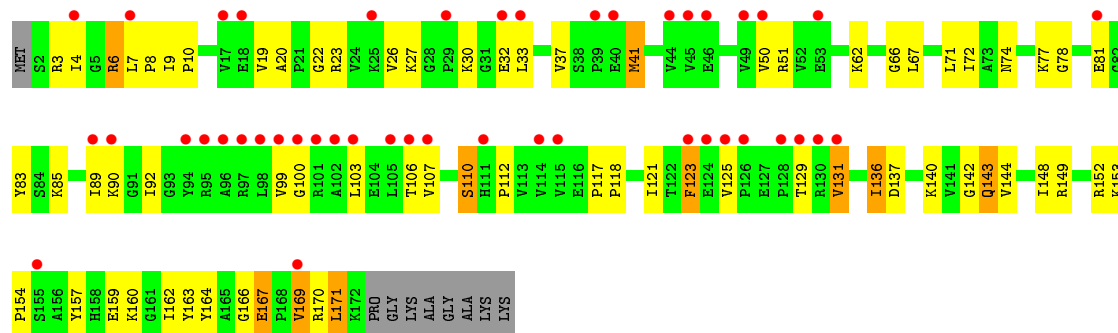 MET S2 R3 I4 G5 R6 L7 P8 I9 P10 V17 E18 V19 A20 P21 G22 R23 V24 K25 V26 K27 G28 P29 K30 G31 E32 L33 V37 S38 P39 E40 M41 V44 V45 E46 V49 V50 R51 V52 E53 K62 G66 L67 L71 I72 A73 N74 K77 G78 E81 G82
Y83 S84 K85 I89 K90 G91 I92 G93 Y94 R95 A96 R97 L98 V99 G100 R101 A102 L103 E104 L105 T106 V107 S110 H111 P112 V113 V114 V115 E116 P117 P118 I121 T122 F123 E124 V125 P126 E127 P128 T129 R130 V131 I136 D137 K140 V141 G142 Q143 V144 I148 R149 R152 K153
P154 S155 A156 Y157 H158 E159 K160 G161 I162 Y163 Y164 A165 G166 E167 P168 V169 R170 L171 K172 PRO GLY LYS ALA GLY ALA LYS LYS